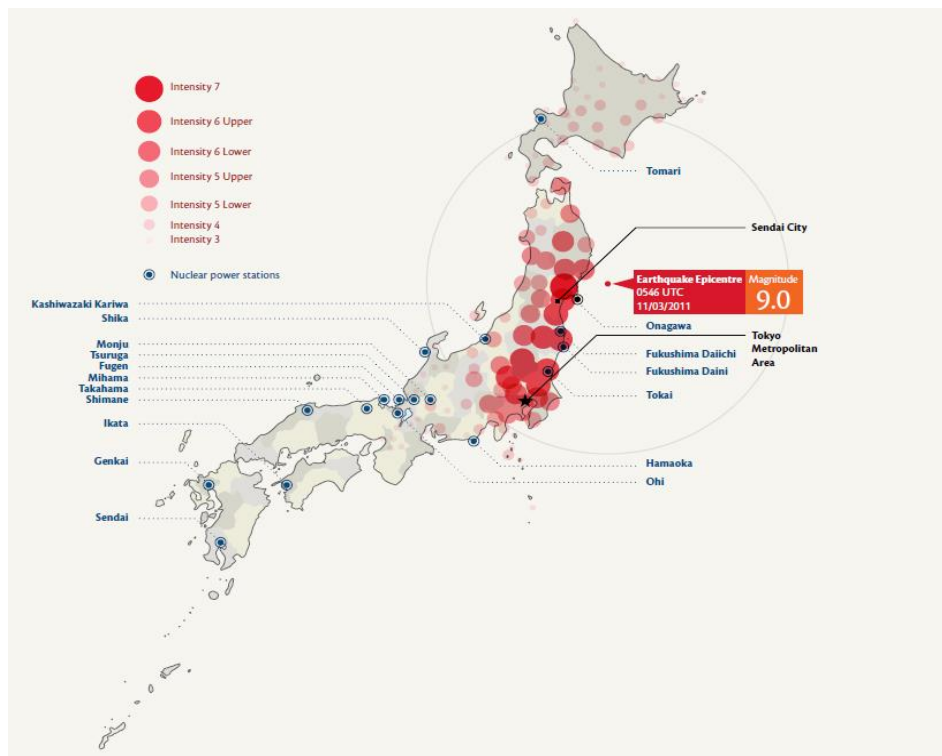 Intensity 7
Intensity 6 Upper
Intensity 6 Lower
Intensity 5 Upper
Intensity 5 Lower
Intensity 4
Intensity 3
Nuclear power stations
Kashiwazaki Kariwa
Shika
Monju
Tsuruga
Fugen
Mihama
Takahama
Shimane
Ikata
Genkai
Sendai
Tomari
Sendai City
Earthquake Epicentre
0546 UTC
11/03/2011
Magnitude
9.0
Onagawa
Tokyo
Metropolitan
Area
Fukushima Daiichi
Fukushima Daini
Tokai
Hamaoka
Ohi